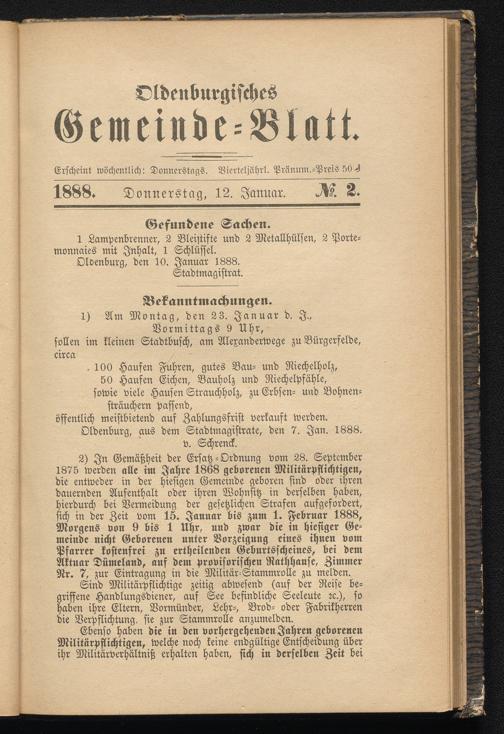 Oldenburgisches
Gemeinde-Blatt.
Erscheint wöchentlich: Donnerstags. Vierteljährl. Pränum.-Preis 50 ₰
1888. Donnerstag, 12. Januar. № 2.
Gefundene Sachen.
1 Lampenbrenner, 2 Bleistifte und 2 Metallhülsen, 2 Porte-
monnaies mit Inhalt, 1 Schlüssel.
Oldenburg, den 10. Januar 1888.
Stadtmagistrat.
Bekanntmachungen.
1) Am Montag, den 23. Januar d. J.,
Vormittags 9 Uhr,
sollen im kleinen Stadtbusch, am Alexanderwege zu Bürgerfelde,
circa
100 Haufen Fuhren, gutes Bau- und Riechelholz,
50 Haufen Eichen, Bauholz und Riechelpfähle,
sowie viele Haufen Strauchholz, zu Erbsen- und Bohnen-
sträuchern passend,
öffentlich meistbietend auf Zahlungsfrist verkauft werden.
Oldenburg, aus dem Stadtmagistrate, den 7. Jan. 1888.
v. Schrenck.
2) In Gemäßheit der Ersatz-Ordnung vom 28. September
1875 werden alle im Jahre 1868 geborenen Militärpflichtigen,
die entweder in der hiesigen Gemeinde geboren sind oder ihren
dauernden Aufenthalt oder ihren Wohnsitz in derselben haben,
hierdurch bei Vermeidung der gesetzlichen Strafen aufgefordert,
sich in der Zeit vom 15. Januar bis zum 1. Februar 1888,
Morgens von 9 bis 1 Uhr, und zwar die in hiesiger Ge-
meinde nicht Geborenen unter Vorzeigung eines ihnen vom
Pfarrer kostenfrei zu ertheilenden Geburtsscheines, bei dem
Aktuar Dümeland, auf dem provisorischen Rathhause, Zimmer
Nr. 7, zur Eintragung in die Militär-Stammrolle zu melden.
Sind Militärpflichtige zeitig abwesend (auf der Reise be-
griffene Handlungsdiener, auf See befindliche Seeleute ꝛc.), so
haben ihre Eltern, Vormünder, Lehr-, Brod- oder Fabrikherren
die Verpflichtung, sie zur Stammrolle anzumelden.
Ebenso haben die in den vorhergehenden Jahren geborenen
Militärpflichtigen, welche noch keine endgültige Entscheidung über
ihr Militärverhältniß erhalten haben, sich in derselben Zeit bei